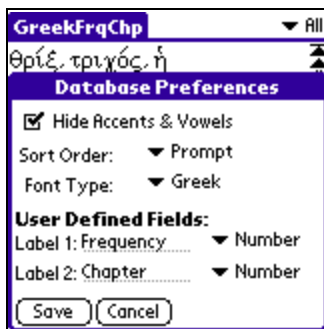 GreekFrqChp All
θρίξ, τριχός, ἡ
Database Preferences
Hide Accents & Vowels
Sort Order: Prompt
Font Type: Greek
User Defined Fields:
Label 1: Frequency Number
Label 2: Chapter Number
Save Cancel